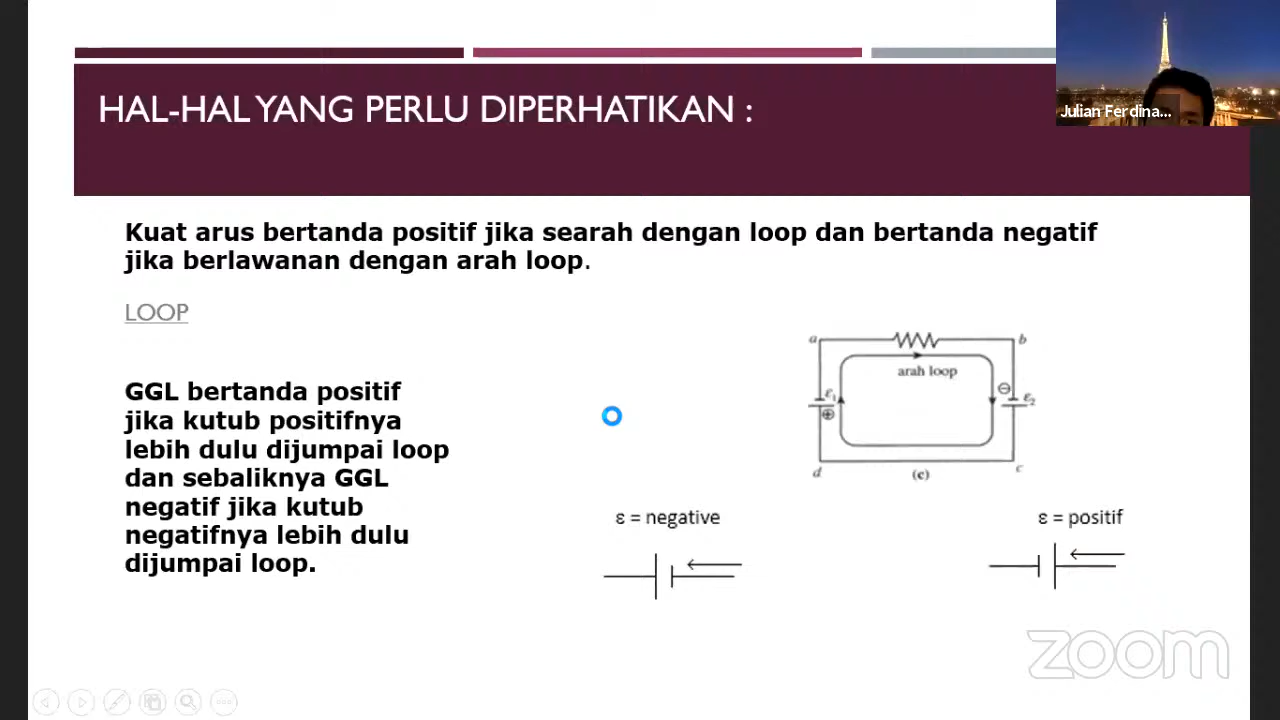 HAL-HAL YANG PERLU DIPERHATIKAN :
Julian Ferdina...
Kuat arus bertanda positif jika searah dengan loop dan bertanda negatif
jika berlawanan dengan arah loop.
LOOP
GGL bertanda positif
jika kutub positifnya
lebih dulu dijumpai loop
dan sebaliknya GGL
negatif jika kutub
negatifnya lebih dulu
dijumpai loop.
a
b
arah loop
ε₁
ε₂
d
(c)
c
ε = negative
ε = positif
zoom